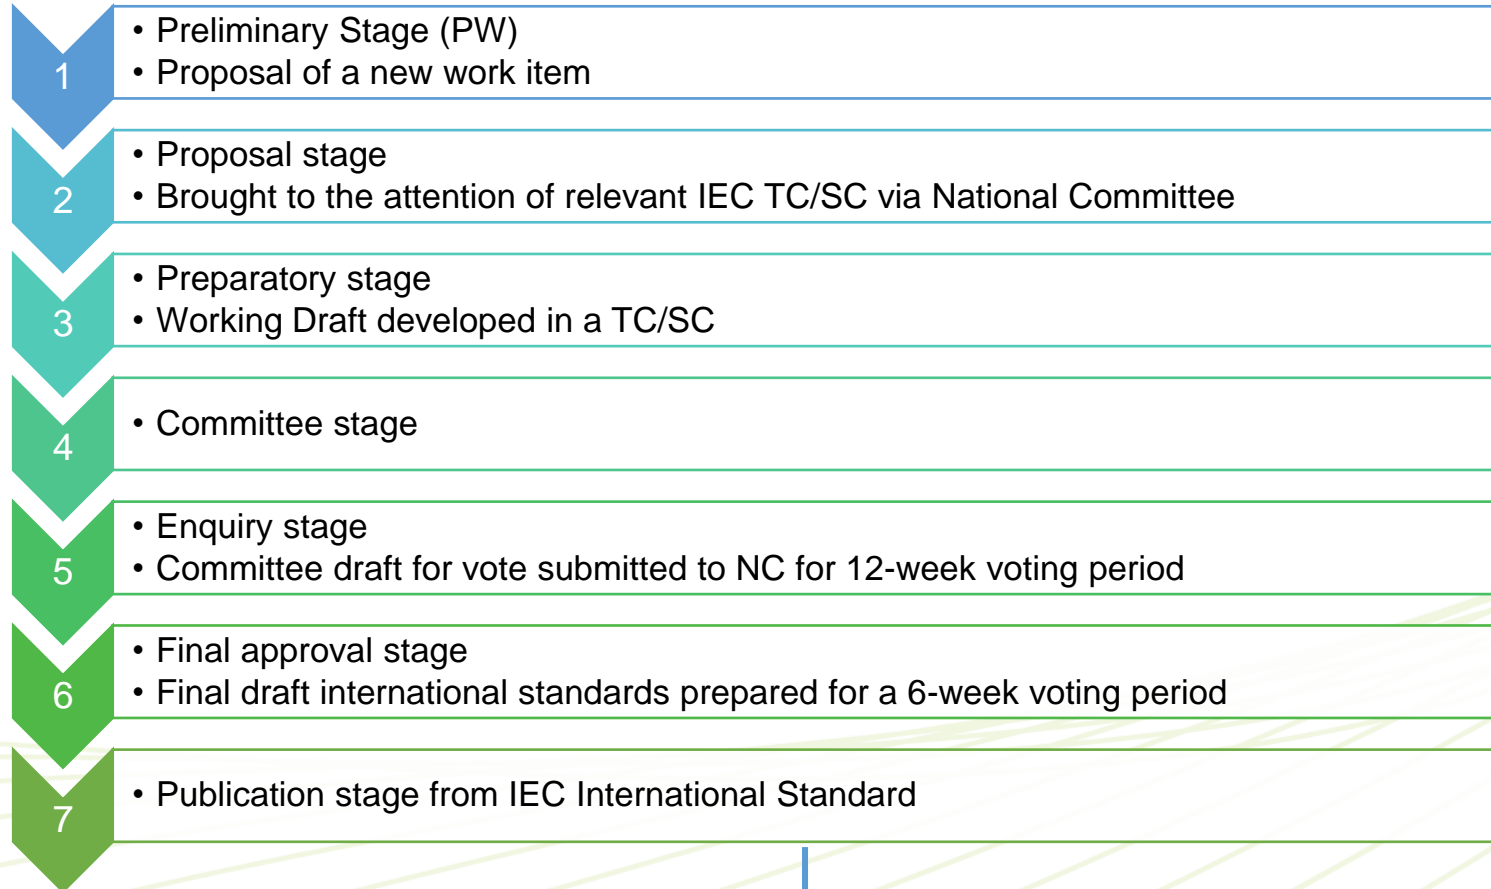 1
• Preliminary Stage (PW)
• Proposal of a new work item
2
• Proposal stage
• Brought to the attention of relevant IEC TC/SC via National Committee
3
• Preparatory stage
• Working Draft developed in a TC/SC
4
• Committee stage
5
• Enquiry stage
• Committee draft for vote submitted to NC for 12-week voting period
6
• Final approval stage
• Final draft international standards prepared for a 6-week voting period
7
• Publication stage from IEC International Standard